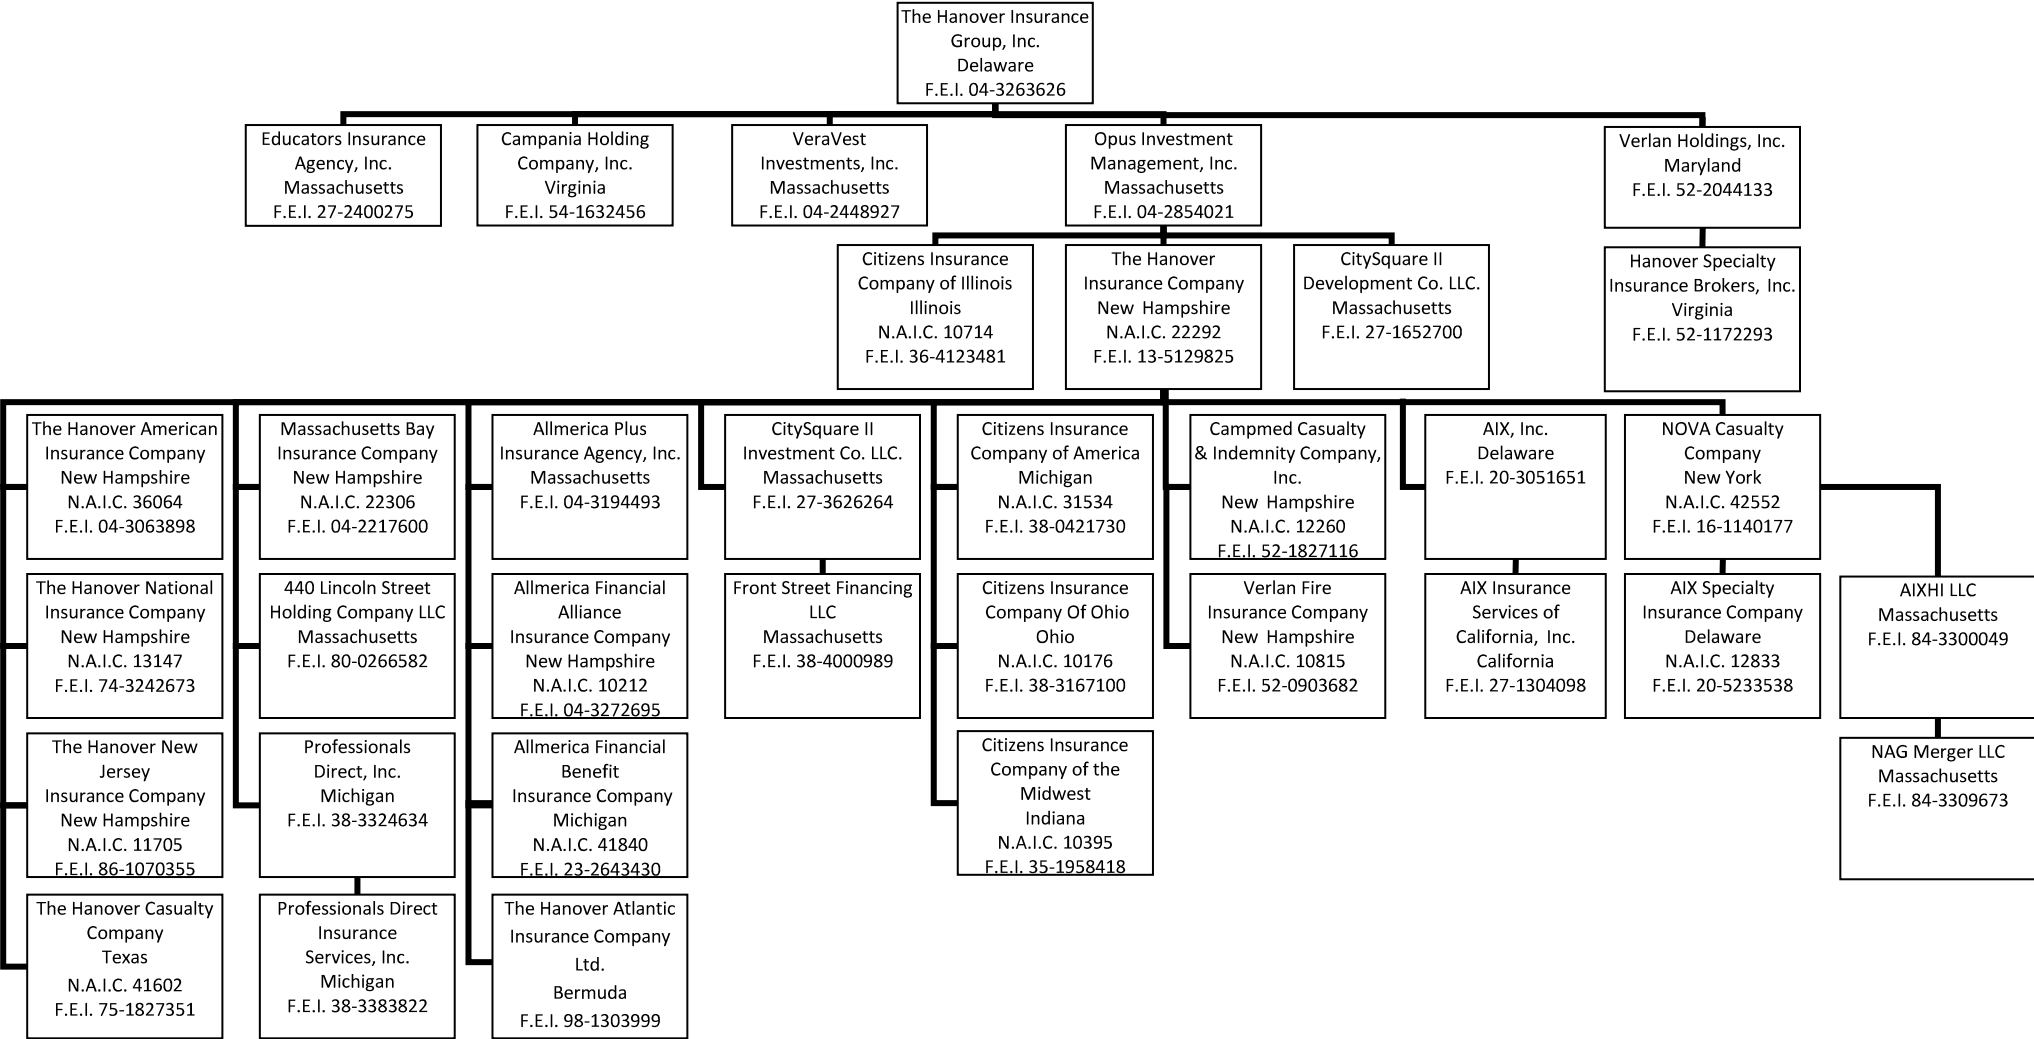 The Hanover Insurance
Group, Inc.
Delaware
F.E.I. 04-3263626
Educators Insurance
Agency, Inc.
Massachusetts
F.E.I. 27-2400275
Campania Holding
Company, Inc.
Virginia
F.E.I. 54-1632456
VeraVest
Investments, Inc.
Massachusetts
F.E.I. 04-2448927
Opus Investment
Management, Inc.
Massachusetts
F.E.I. 04-2854021
Verlan Holdings, Inc.
Maryland
F.E.I. 52-2044133
Citizens Insurance
Company of Illinois
Illinois
N.A.I.C. 10714
F.E.I. 36-4123481
The Hanover
Insurance Company
New Hampshire
N.A.I.C. 22292
F.E.I. 13-5129825
CitySquare II
Development Co. LLC.
Massachusetts
F.E.I. 27-1652700
Hanover Specialty
Insurance Brokers, Inc.
Virginia
F.E.I. 52-1172293
The Hanover American
Insurance Company
New Hampshire
N.A.I.C. 36064
F.E.I. 04-3063898
Massachusetts Bay
Insurance Company
New Hampshire
N.A.I.C. 22306
F.E.I. 04-2217600
Allmerica Plus
Insurance Agency, Inc.
Massachusetts
F.E.I. 04-3194493
CitySquare II
Investment Co. LLC.
Massachusetts
F.E.I. 27-3626264
Citizens Insurance
Company of America
Michigan
N.A.I.C. 31534
F.E.I. 38-0421730
Campmed Casualty
& Indemnity Company,
Inc.
New Hampshire
N.A.I.C. 12260
F.E.I. 52-1827116
AIX, Inc.
Delaware
F.E.I. 20-3051651
NOVA Casualty
Company
New York
N.A.I.C. 42552
F.E.I. 16-1140177
The Hanover National
Insurance Company
New Hampshire
N.A.I.C. 13147
F.E.I. 74-3242673
440 Lincoln Street
Holding Company LLC
Massachusetts
F.E.I. 80-0266582
Allmerica Financial
Alliance
Insurance Company
New Hampshire
N.A.I.C. 10212
F.E.I. 04-3272695
Front Street Financing
LLC
Massachusetts
F.E.I. 38-4000989
Citizens Insurance
Company Of Ohio
Ohio
N.A.I.C. 10176
F.E.I. 38-3167100
Verlan Fire
Insurance Company
New Hampshire
N.A.I.C. 10815
F.E.I. 52-0903682
AIX Insurance
Services of
California, Inc.
California
F.E.I. 27-1304098
AIX Specialty
Insurance Company
Delaware
N.A.I.C. 12833
F.E.I. 20-5233538
AIXHI LLC
Massachusetts
F.E.I. 84-3300049
The Hanover New
Jersey
Insurance Company
New Hampshire
N.A.I.C. 11705
F.E.I. 86-1070355
Professionals
Direct, Inc.
Michigan
F.E.I. 38-3324634
Allmerica Financial
Benefit
Insurance Company
Michigan
N.A.I.C. 41840
F.E.I. 23-2643430
Citizens Insurance
Company of the
Midwest
Indiana
N.A.I.C. 10395
F.E.I. 35-1958418
NAG Merger LLC
Massachusetts
F.E.I. 84-3309673
The Hanover Casualty
Company
Texas
N.A.I.C. 41602
F.E.I. 75-1827351
Professionals Direct
Insurance
Services, Inc.
Michigan
F.E.I. 38-3383822
The Hanover Atlantic
Insurance Company
Ltd.
Bermuda
F.E.I. 98-1303999